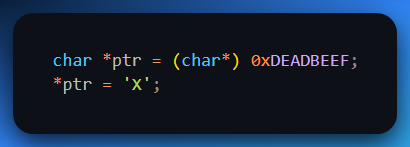 char *ptr = (char*) 0xDEADBEEF;
*ptr = 'X';